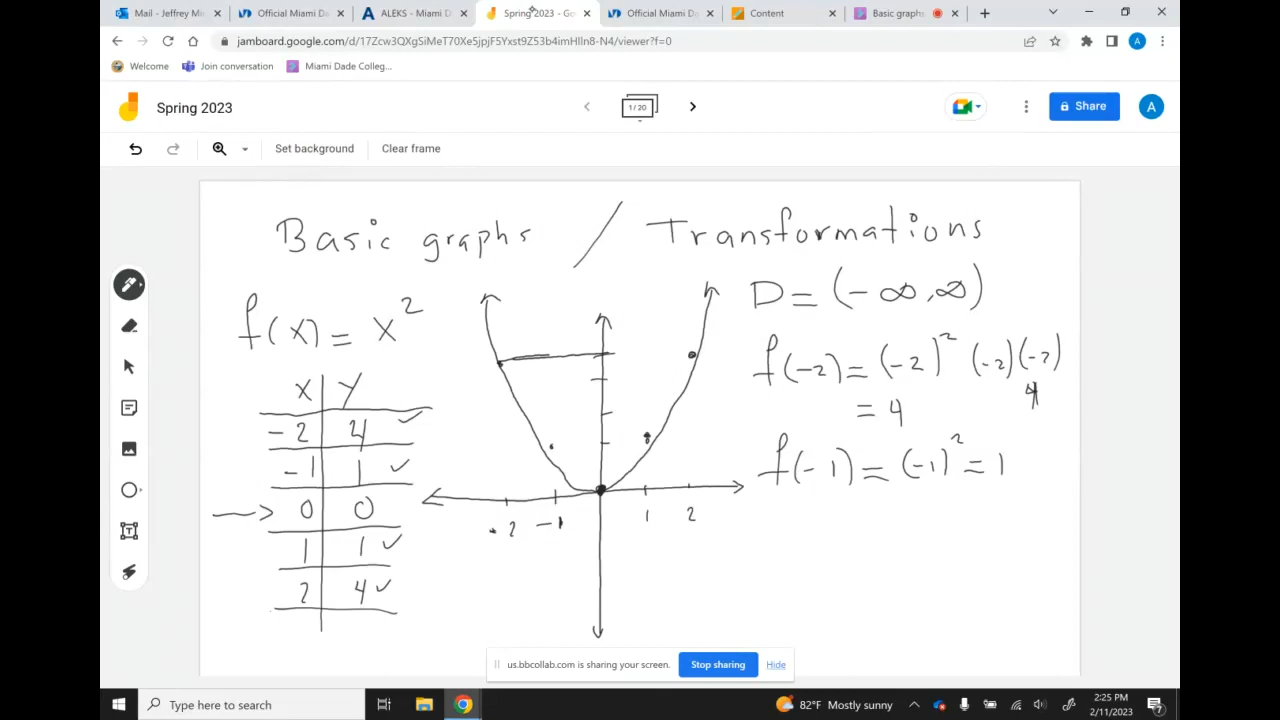 Mail - Jeffrey Mi
Official Miami Da
ALEKS - Miami D
Spring 2023 - Go
Official Miami Da
Content
Basic graphs
jamboard.google.com/d/17Zcw3QXgSiMeT70Xe5jpjF5Yxst9Z53b4imHlln8-N4/viewer?f=0
A
Welcome
Join conversation
Miami Dade Colleg...
Spring 2023
1 / 20
Share
A
Set background
Clear frame
Basic graphs / Transformations
f(x) = x²
D = (-∞, ∞)
f(-2) = (-2)² (-2)(-2)
4
= 4
f(-1) = (-1)² = 1
x y
-2 4 ✓
-1 1 ✓
0 0
1 1 ✓
2 4 ✓
-2 -1 1 2
us.bbcollab.com is sharing your screen.
Stop sharing
Hide
Type here to search
82°F Mostly sunny
2:25 PM
2/11/2023
7